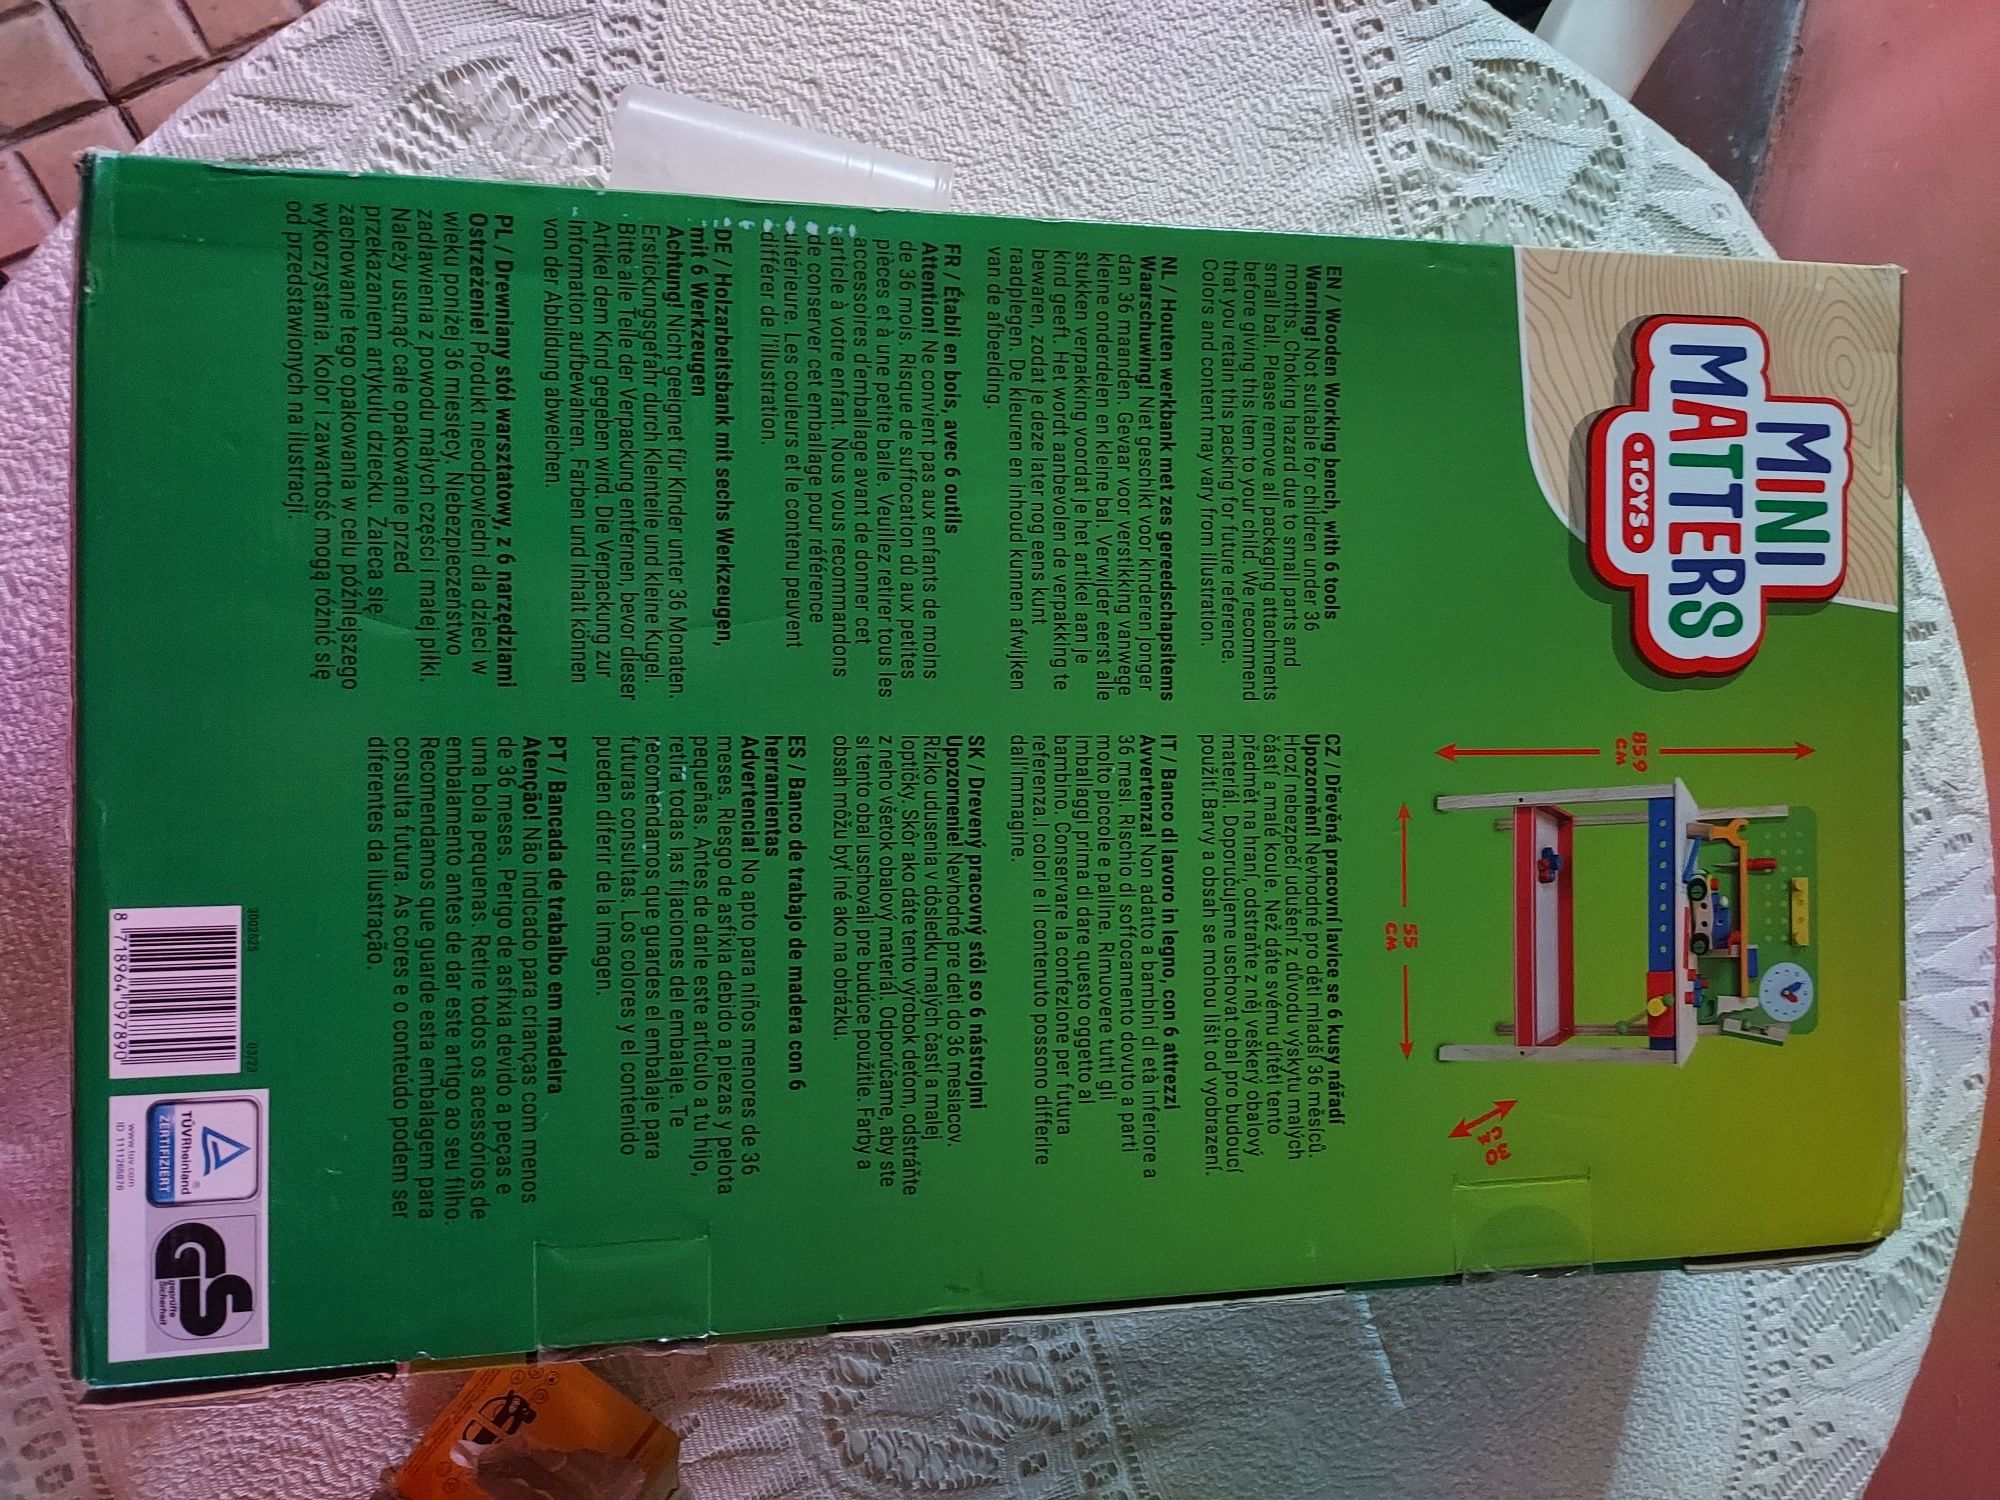 MINI
MATTERS
•TOYS•
859
CM
55
CM
30
CM
EN / Wooden Working bench, with 6 tools
Warning! Not suitable for children under 36
months. Choking hazard due to small parts and
small ball. Please remove all packaging attachments
before giving this item to your child. We recommend
that you retain this packing for future reference.
Colors and content may vary from illustration.
NL / Houten werkbank met zes gereedschapsitems
Waarschuwing! Niet geschikt voor kinderen jonger
dan 36 maanden. Gevaar voor verstikking vanwege
kleine onderdelen en kleine bal. Verwijder eerst alle
stukken verpakking voordat je het artikel aan je
kind geeft. Het wordt aanbevolen de verpakking te
bewaren, zodat je deze later nog eens kunt
raadplegen. De kleuren en inhoud kunnen afwijken
van de afbeelding.
FR / Établi en bois, avec 6 outils
Attention! Ne convient pas aux enfants de moins
de 36 mois. Risque de suffocation dû aux petites
pièces et à une petite balle. Veuillez retirer tous les
accessoires d'emballage avant de donner cet
article à votre enfant. Nous vous recommandons
de conserver cet emballage pour référence
ultérieure. Les couleurs et le contenu peuvent
différer de l'illustration.
DE / Holzarbeitsbank mit sechs Werkzeugen,
mit 6 Werkzeugen
Achtung! Nicht geeignet für Kinder unter 36 Monaten.
Erstickungsgefahr durch Kleinteile und kleine Kugel.
Bitte alle Teile der Verpackung entfernen, bevor dieser
Artikel dem Kind gegeben wird. Die Verpackung zur
Information aufbewahren. Farben und Inhalt können
von der Abbildung abweichen.
PL / Drewniany stół warsztatowy, z 6 narzędziami
Ostrzeżenie! Produkt nieodpowiedni dla dzieci w
wieku poniżej 36 miesięcy. Niebezpieczeństwo
zadławienia z powodu małych części i małej piłki.
Należy usunąć całe opakowanie przed
przekazaniem artykułu dziecku. Zaleca się
zachowanie tego opakowania w celu późniejszego
wykorzystania. Kolor i zawartość mogą różnić się
od przedstawionych na ilustracji.
CZ / Dřevěná pracovní lavice se 6 kusy nářadí
Upozornění! Nevhodné pro děti mladší 36 měsíců.
Hrozí nebezpečí udušení z důvodu výskytu malých
částí a malé koule. Než dáte svému dítěti tento
předmět na hraní, odstraňte z něj veškerý obalový
materiál. Doporučujeme uschovat obal pro budoucí
použití.Barvy a obsah se mohou lišit od vyobrazení.
IT / Banco di lavoro in legno, con 6 attrezzi
Avvertenza! Non adatto a bambini di età inferiore a
36 mesi. Rischio di soffocamento dovuto a parti
molto piccole e palline. Rimuovere tutti gli
imballaggi prima di dare questo oggetto al
bambino. Conservare la confezione per futura
referenza.I colori e il contenuto possono differire
dall'immagine.
SK / Drevený pracovný stôl so 6 nástrojmi
Upozornenie! Nevhodné pre deti do 36 mesiacov.
Riziko udusenia v dôsledku malých častí a malej
loptičky. Skôr ako dáte tento výrobok deťom, odstráňte
z neho všetok obalový materiál. Odporúčame, aby ste
si tento obal uschovali pre budúce použitie. Farby a
obsah môžu byť iné ako na obrázku.
ES / Banco de trabajo de madera con 6
herramientas
Advertencia! No apto para niños menores de 36
meses. Riesgo de asfixia debido a piezas y pelota
pequeñas. Antes de darle este artículo a tu hijo,
retira todas las fijaciones del embalaje. Te
recomendamos que guardes el embalaje para
futuras consultas. Los colores y el contenido
pueden diferir de la imagen.
PT / Bancada de trabalbo em madeira
Atenção! Não indicado para crianças com menos
de 36 meses. Perigo de asfixia devido a peças e
uma bola pequenas. Retire todos os acessórios de
embalamento antes de dar este artigo ao seu filho.
Recomendamos que guarde esta embalagem para
consulta futura. As cores e o conteúdo podem ser
diferentes da ilustração.
3002625
03/23
8 718964 097890
TÜVRheinland®
ZERTIFIZIERT
www.tuv.com
ID 1111265876
GS
geprüfte
Sicherheit